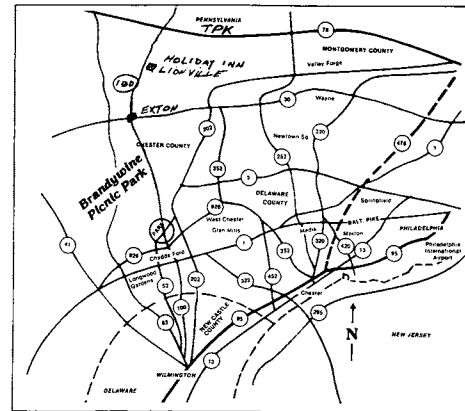 PENNSYLVANIA
TPK
76
MONTGOMERY COUNTY
HOLIDAY INN
LIONVILLE
Valley Forge
100
EXTON
30
Wayne
202
CHESTER COUNTY
Newtown Sq
320
252
476
1
352
3
Brandywine
Picnic Park
DELAWARE
COUNTY
Springfield
926
West Chester
Glen Mills
BALT. PIKE
PHILADELPHIA
PARK
41
Media
Morton
926
1
352
320
420
13
95
Philadelphia
International
Airport
Chadds Ford
Longwood
Gardens
52
202
322
452
Chester
100
NEW CASTLE
COUNTY
295
N
82
95
NEW JERSEY
13
WILMINGTON
DELAWARE